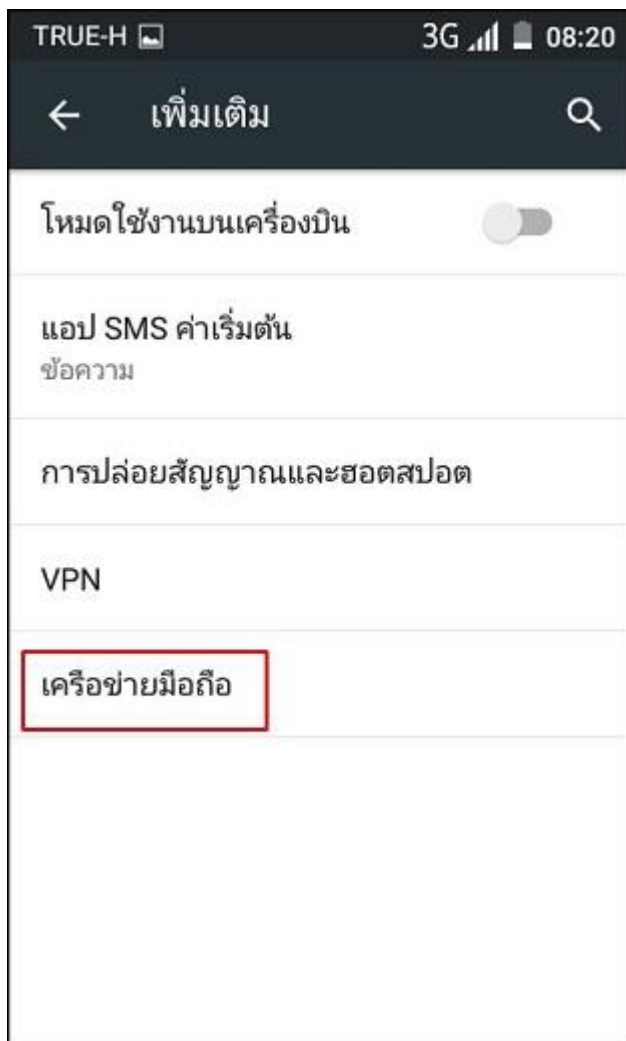 TRUE-H 3G 08:20
เพิ่มเติม
โหมดใช้งานบนเครื่องบิน
แอป SMS ค่าเริ่มต้น
ข้อความ
การปล่อยสัญญาณและฮอตสปอต
VPN
เครือข่ายมือถือ